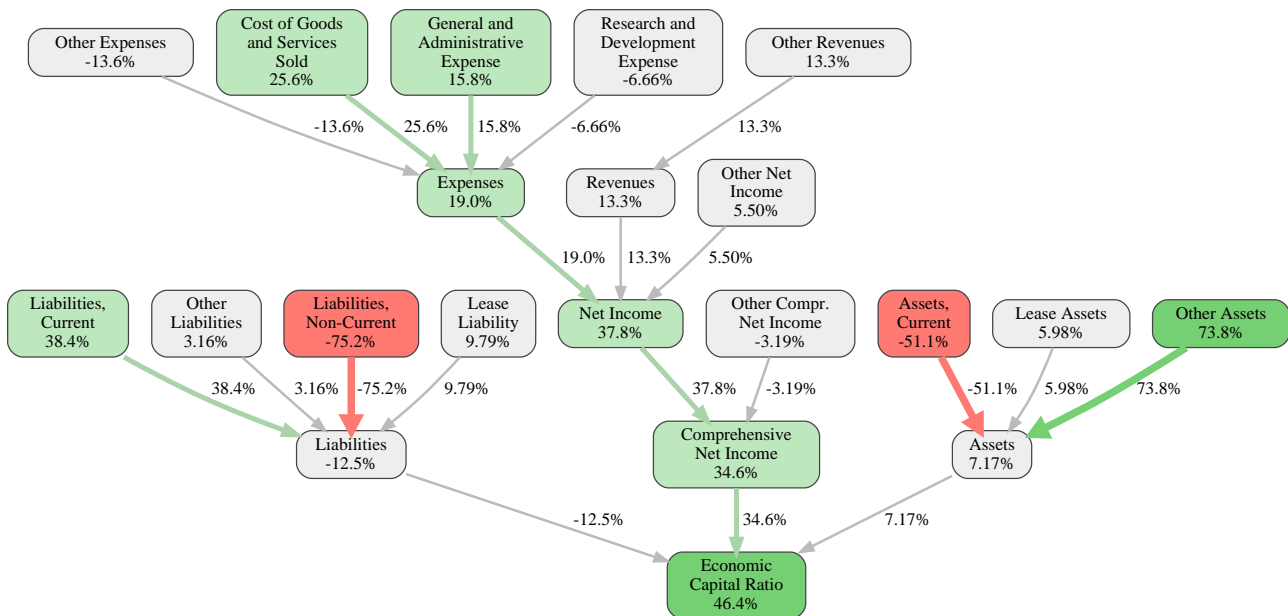 Other Expenses
-13.6%
Cost of Goods
and Services
Sold
25.6%
General and
Administrative
Expense
15.8%
Research and
Development
Expense
-6.66%
Other Revenues
13.3%
-13.6%
25.6%
15.8%
-6.66%
13.3%
Expenses
19.0%
Revenues
13.3%
Other Net
Income
5.50%
19.0%
13.3%
5.50%
Liabilities,
Current
38.4%
Other
Liabilities
3.16%
Liabilities,
Non-Current
-75.2%
Lease
Liability
9.79%
Net Income
37.8%
Other Compr.
Net Income
-3.19%
Assets,
Current
-51.1%
Lease Assets
5.98%
Other Assets
73.8%
38.4%
3.16%
-75.2%
9.79%
37.8%
-3.19%
-51.1%
5.98%
73.8%
Liabilities
-12.5%
Comprehensive
Net Income
34.6%
Assets
7.17%
-12.5%
34.6%
7.17%
Economic
Capital Ratio
46.4%